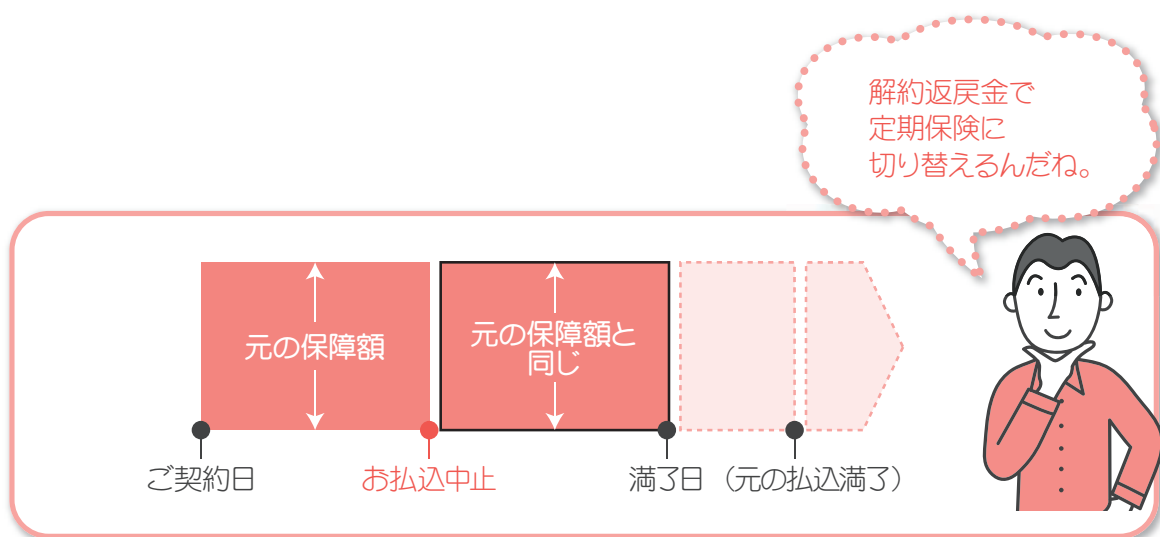 解約返戻金で
定期保険に
切り替えるんだね。
元の保障額
元の保障額と
同じ
ご契約日
お払込中止
満了日
（元の払込満了）